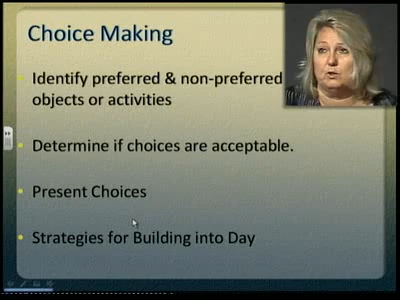 Choice Making
Identify preferred & non-preferred
objects or activities
Determine if choices are acceptable.
Present Choices
Strategies for Building into Day